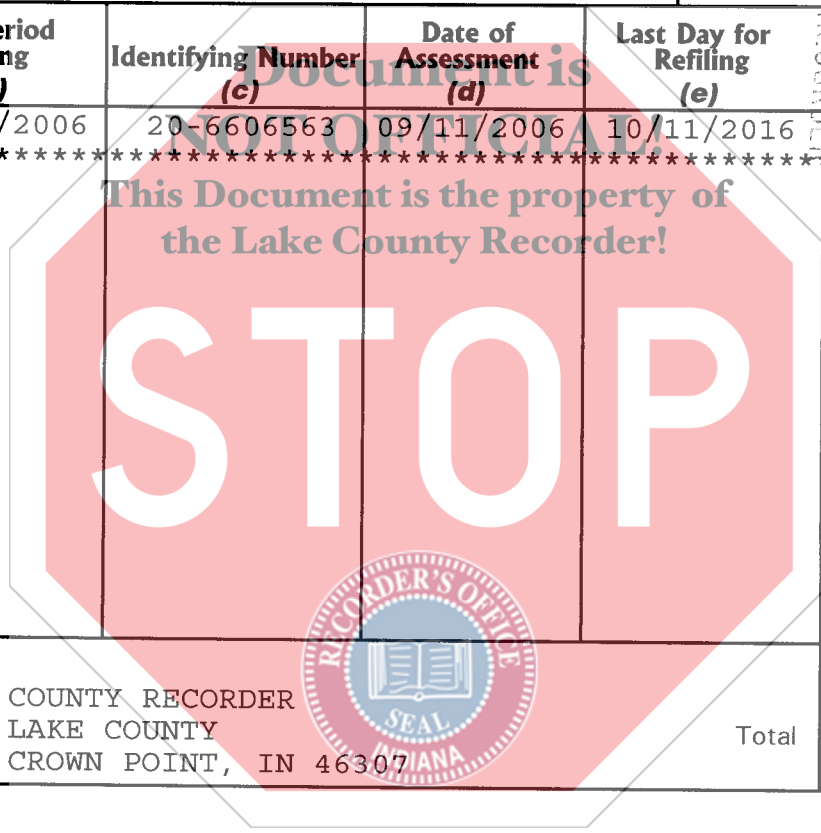 eriod
ng
)
Identifying Number
(c)
Date of
Assessment
(d)
Last Day for
Refiling
(e)
Document is
/2006 20-6606563 09/11/2006 10/11/2016
NOT OFFICIAL!
*******************************************
This Document is the property of
the Lake County Recorder!
STOP
RECORDER'S OFFICE
SEAL
INDIANA
COUNTY RECORDER
LAKE COUNTY
CROWN POINT, IN 46307
Total